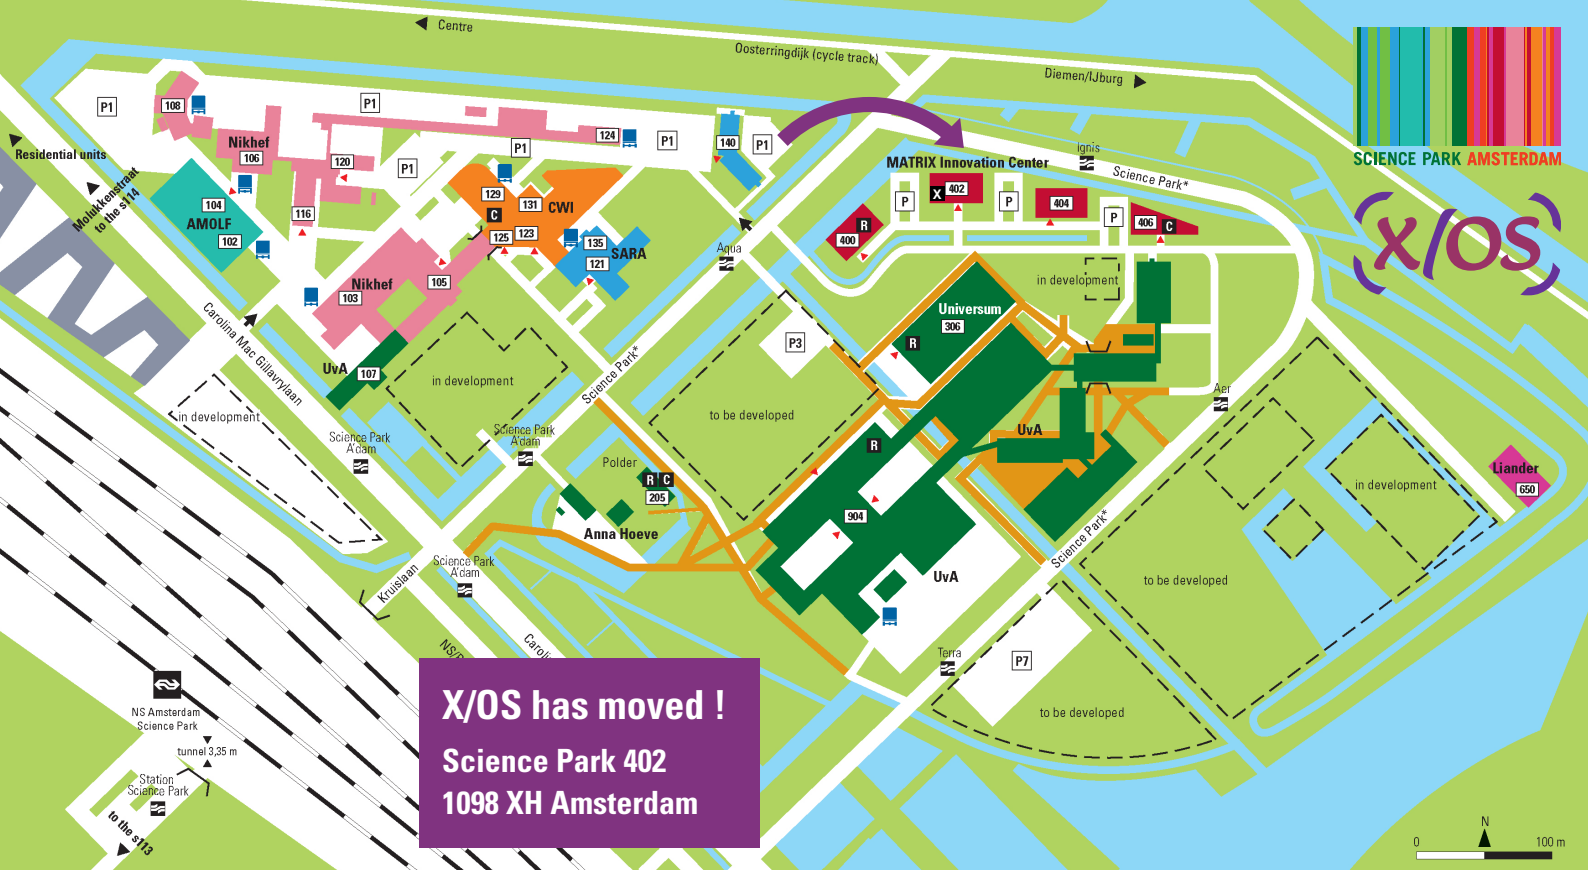 Centre
Oosterringdijk (cycle track)
Diemen/IJburg
SCIENCE PARK AMSTERDAM
X/OS
P1
108
P1
Nikhef
106
120
116
P1
P1
124
P1
140
P1
Residential units
Molukkenstraat
to the s114
104
AMOLF
102
129
131
CWI
C
125
123
135
SARA
121
Nikhef
103
105
UvA
107
Aqua
MATRIX Innovation Center
Ignis
Science Park*
P
X
402
P
404
P
406
C
R
400
in development
Universum
306
R
P3
Carolina Mac Gillavrylaan
in development
in development
Science Park*
to be developed
Science Park
A'dam
Science Park
A'dam
Polder
R
C
205
Anna Hoeve
R
904
UvA
UvA
Aer
Liander
650
in development
to be developed
Science Park*
Science Park
A'dam
Kruislaan
Terra
P7
to be developed
NS Amsterdam
Science Park
tunnel 3,35 m
Station
Science Park
to the s113
X/OS has moved !
Science Park 402
1098 XH Amsterdam
N
0
100 m